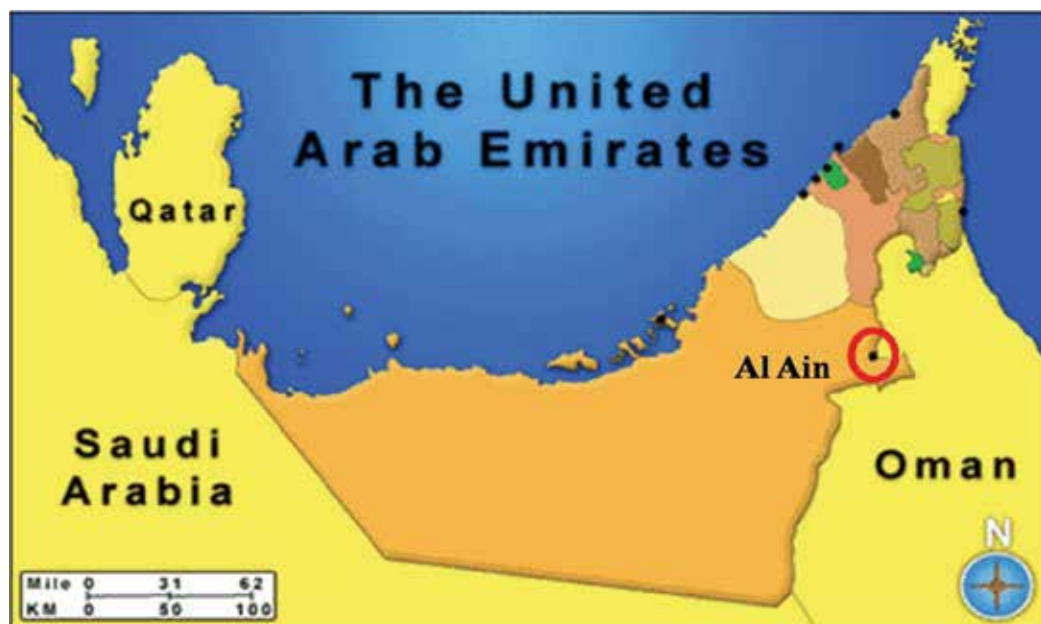 The United
Arab Emirates
Qatar
Al Ain
Saudi
Arabia
Oman
N
Mile 0 31 62
KM 0 50 100